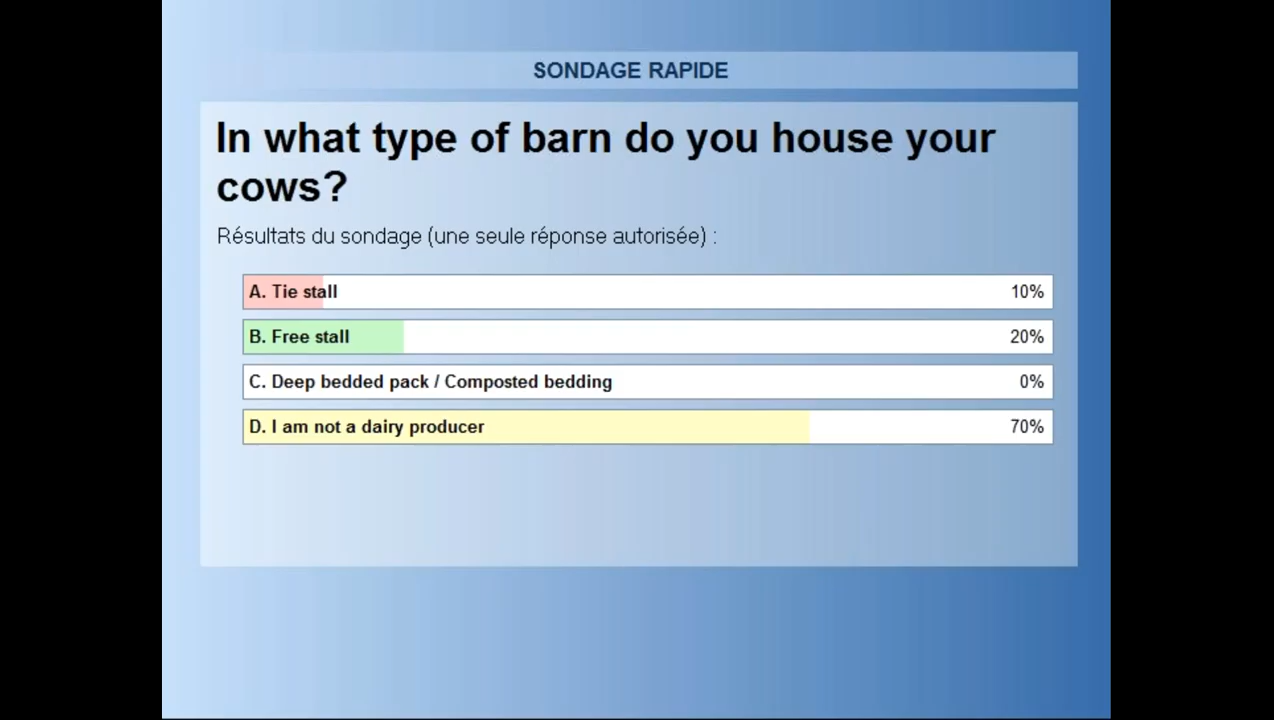 SONDAGE RAPIDE
In what type of barn do you house your
cows?
Résultats du sondage (une seule réponse autorisée) :
A. Tie stall 10%
B. Free stall 20%
C. Deep bedded pack / Composted bedding 0%
D. I am not a dairy producer 70%